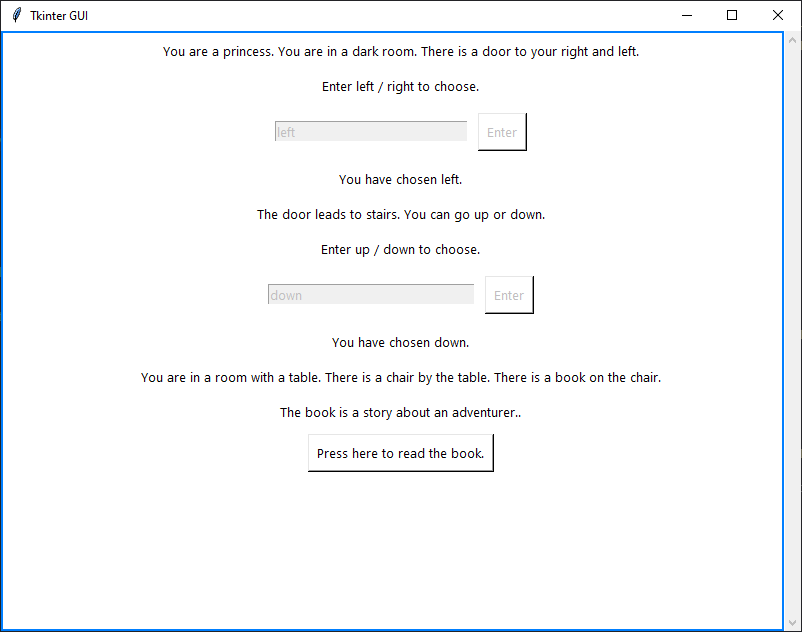 Tkinter GUI
You are a princess. You are in a dark room. There is a door to your right and left.
Enter left / right to choose.
left Enter
You have chosen left.
The door leads to stairs. You can go up or down.
Enter up / down to choose.
down Enter
You have chosen down.
You are in a room with a table. There is a chair by the table. There is a book on the chair.
The book is a story about an adventurer..
Press here to read the book.